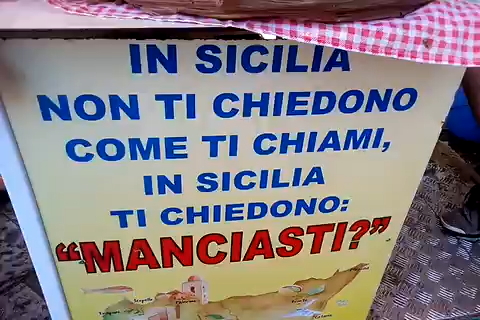 IN SICILIA
NON TI CHIEDONO
COME TI CHIAMI,
IN SICILIA
TI CHIEDONO:
“MANCIASTI?”